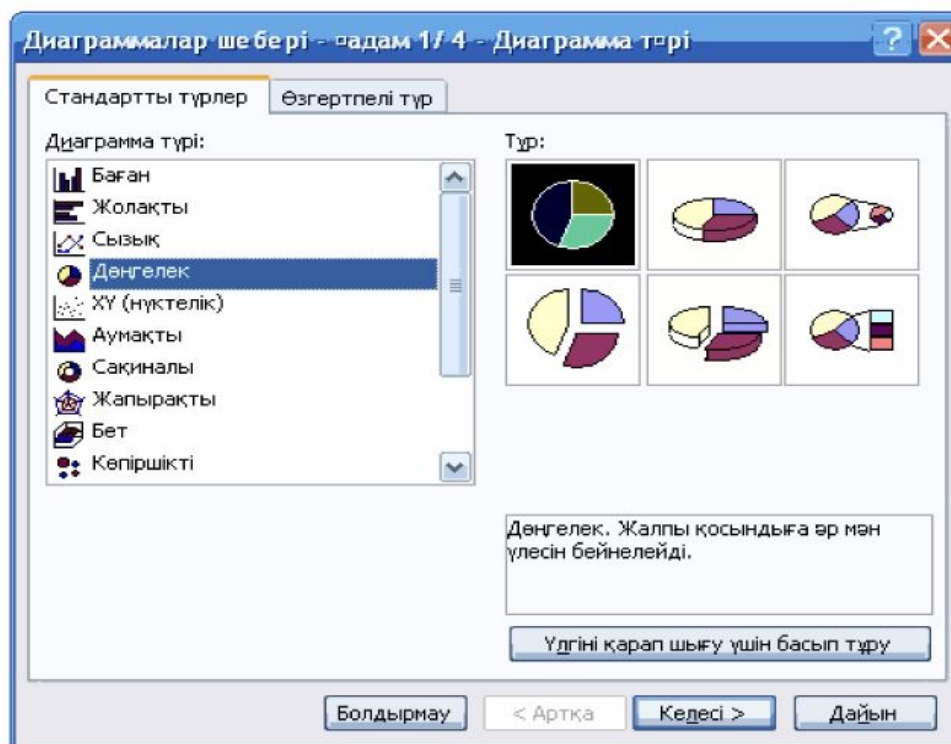 Диаграммалар шебері - ¤адам 1/ 4 - Диаграмма т¤рі
Стандартты түрлер
Өзгертпелі түр
Диаграмма түрі:
Баған
Жолақты
Сызық
Дөңгелек
XY (нүктелік)
Аумақты
Сақиналы
Жапырақты
Бет
Көпіршікті
Түр:
Дөңгелек. Жалпы қосындыға әр мән
үлесін бейнелейді.
Үлгіні қарап шығу үшін басып тұру
Болдырмау
< Артқа
Келесі >
Дайын